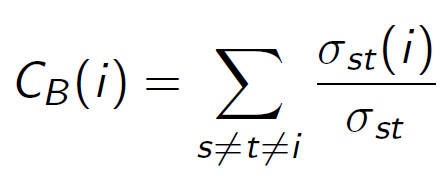 C_B(i) = \sum_{s \neq t \neq i} \frac{\sigma_{st}(i)}{\sigma_{st}}